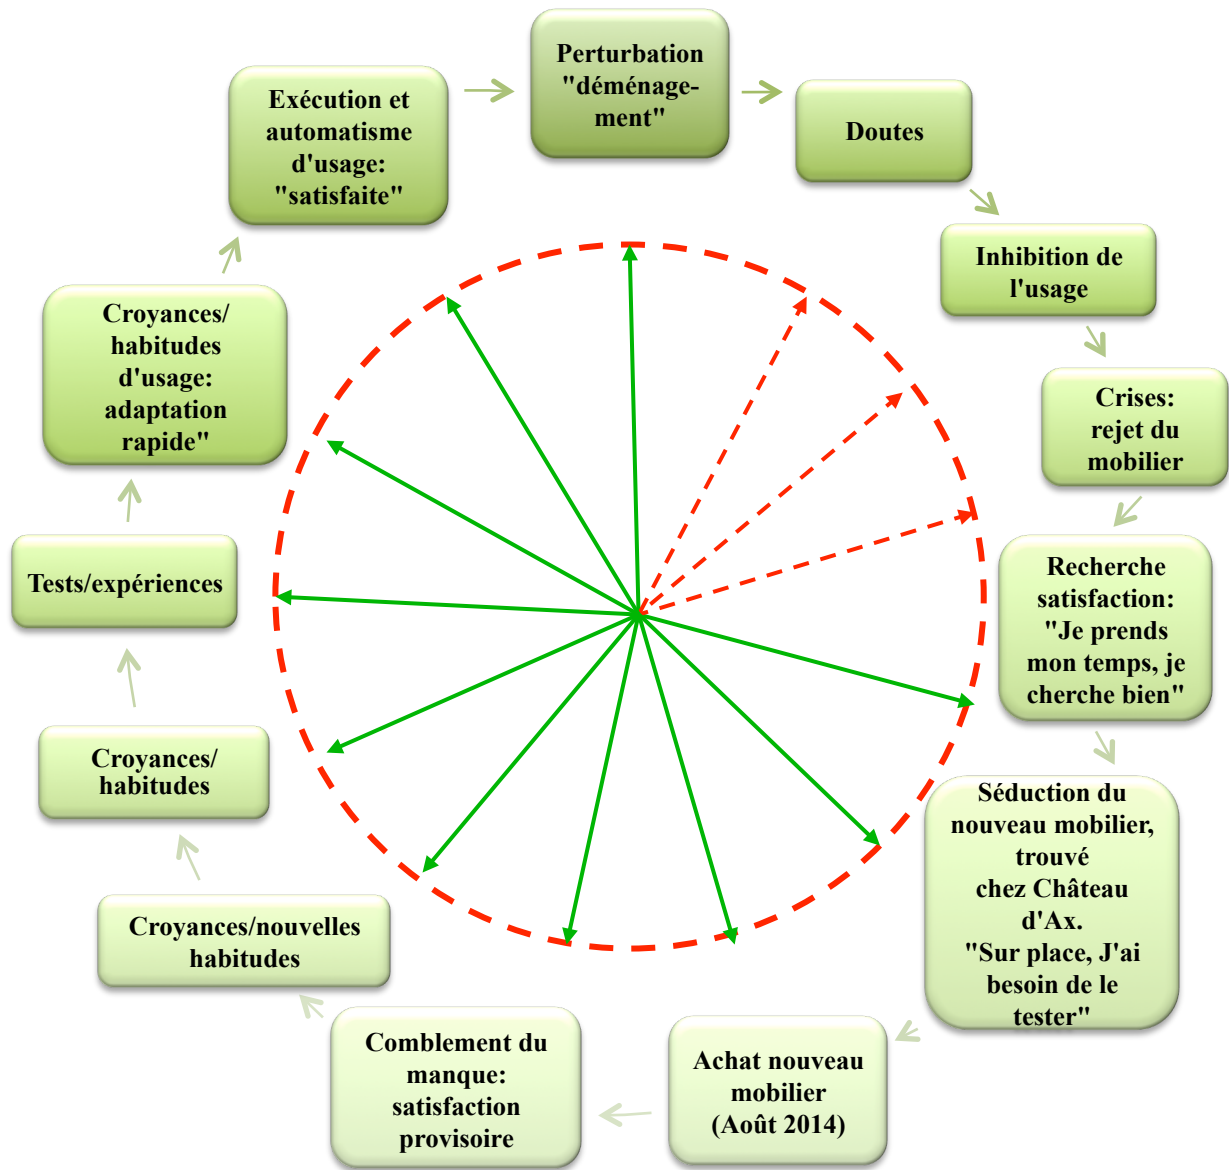 Perturbation
"déménage-
ment"
Doutes
Inhibition de
l'usage
Crises:
rejet du
mobilier
Recherche
satisfaction:
"Je prends
mon temps, je
cherche bien"
Séduction du
nouveau mobilier,
trouvé
chez Château
d'Ax.
"Sur place, J'ai
besoin de le
tester"
Achat nouveau
mobilier
(Août 2014)
Comblement du
manque:
satisfaction
provisoire
Croyances/nouvelles
habitudes
Croyances/
habitudes
Tests/expériences
Croyances/
habitudes
d'usage:
adaptation
rapide"
Exécution et
automatisme
d'usage:
"satisfaite"